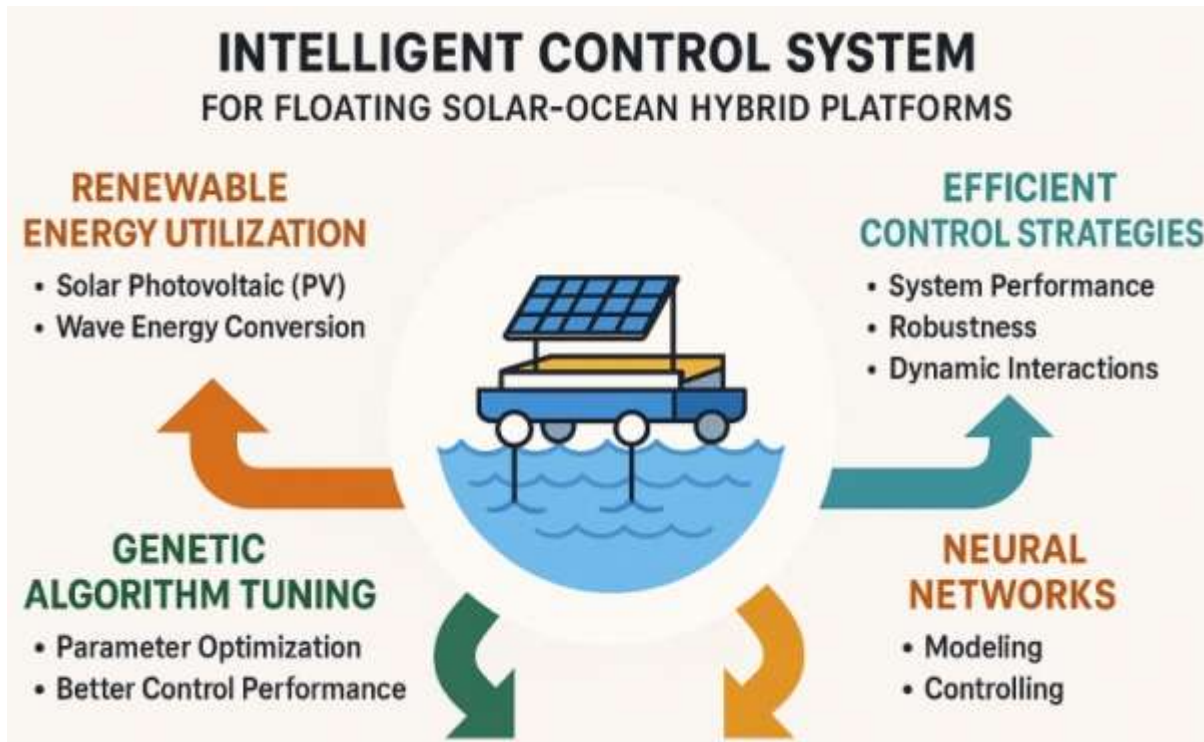 INTELLIGENT CONTROL SYSTEM
FOR FLOATING SOLAR-OCEAN HYBRID PLATFORMS
RENEWABLE
ENERGY UTILIZATION
• Solar Photovoltaic (PV)
• Wave Energy Conversion
EFFICIENT
CONTROL STRATEGIES
• System Performance
• Robustness
• Dynamic Interactions
GENETIC
ALGORITHM TUNING
• Parameter Optimization
• Better Control Performance
NEURAL
NETWORKS
• Modeling
• Controlling